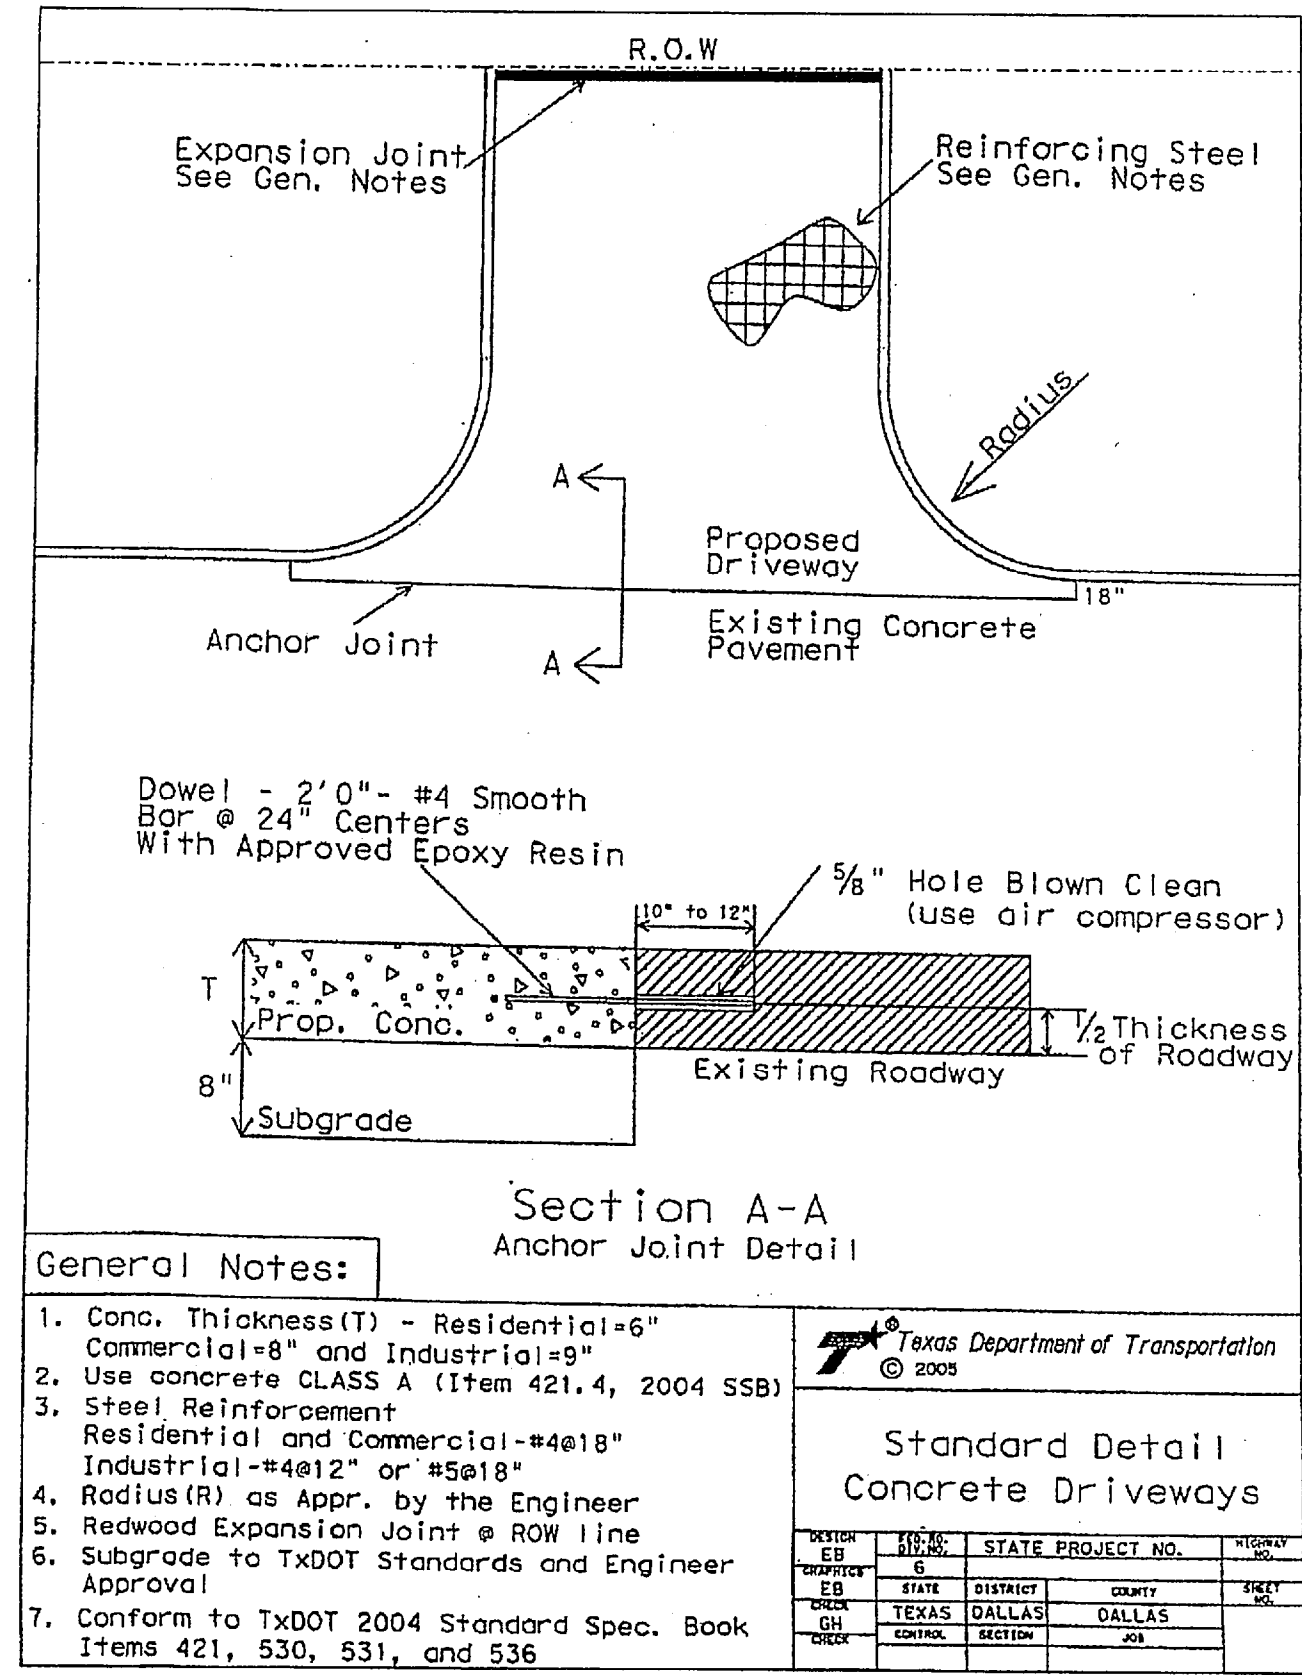 R.O.W
Expansion Joint
See Gen. Notes
Reinforcing Steel
See Gen. Notes
Radius
A
Proposed
Driveway
18"
Anchor Joint
Existing Concrete
Pavement
A
Dowel - 2'0"- #4 Smooth
Bar @ 24" Centers
With Approved Epoxy Resin
5/8" Hole Blown Clean
(use air compressor)
10" to 12"
T
Prop. Conc.
1/2 Thickness
of Roadway
Existing Roadway
8"
Subgrade
Section A-A
Anchor Joint Detail
General Notes:
1. Conc. Thickness(T) - Residential=6"
Commercial=8" and Industrial=9"
2. Use concrete CLASS A (Item 421.4, 2004 SSB)
3. Steel Reinforcement
Residential and Commercial-#4@18"
Industrial-#4@12" or #5@18"
4. Radius(R) as Appr. by the Engineer
5. Redwood Expansion Joint @ ROW line
6. Subgrade to TxDOT Standards and Engineer
Approval
7. Conform to TxDOT 2004 Standard Spec. Book
Items 421, 530, 531, and 536
® Texas Department of Transportation
© 2005
Standard Detail
Concrete Driveways
DESIGN FED.RD. DIV.NO. STATE PROJECT NO. HIGHWAY NO.
EB 6
GRAPHICS STATE DISTRICT COUNTY SHEET NO.
EB TEXAS DALLAS DALLAS
CHECK CONTROL SECTION JOB
GH
CHECK